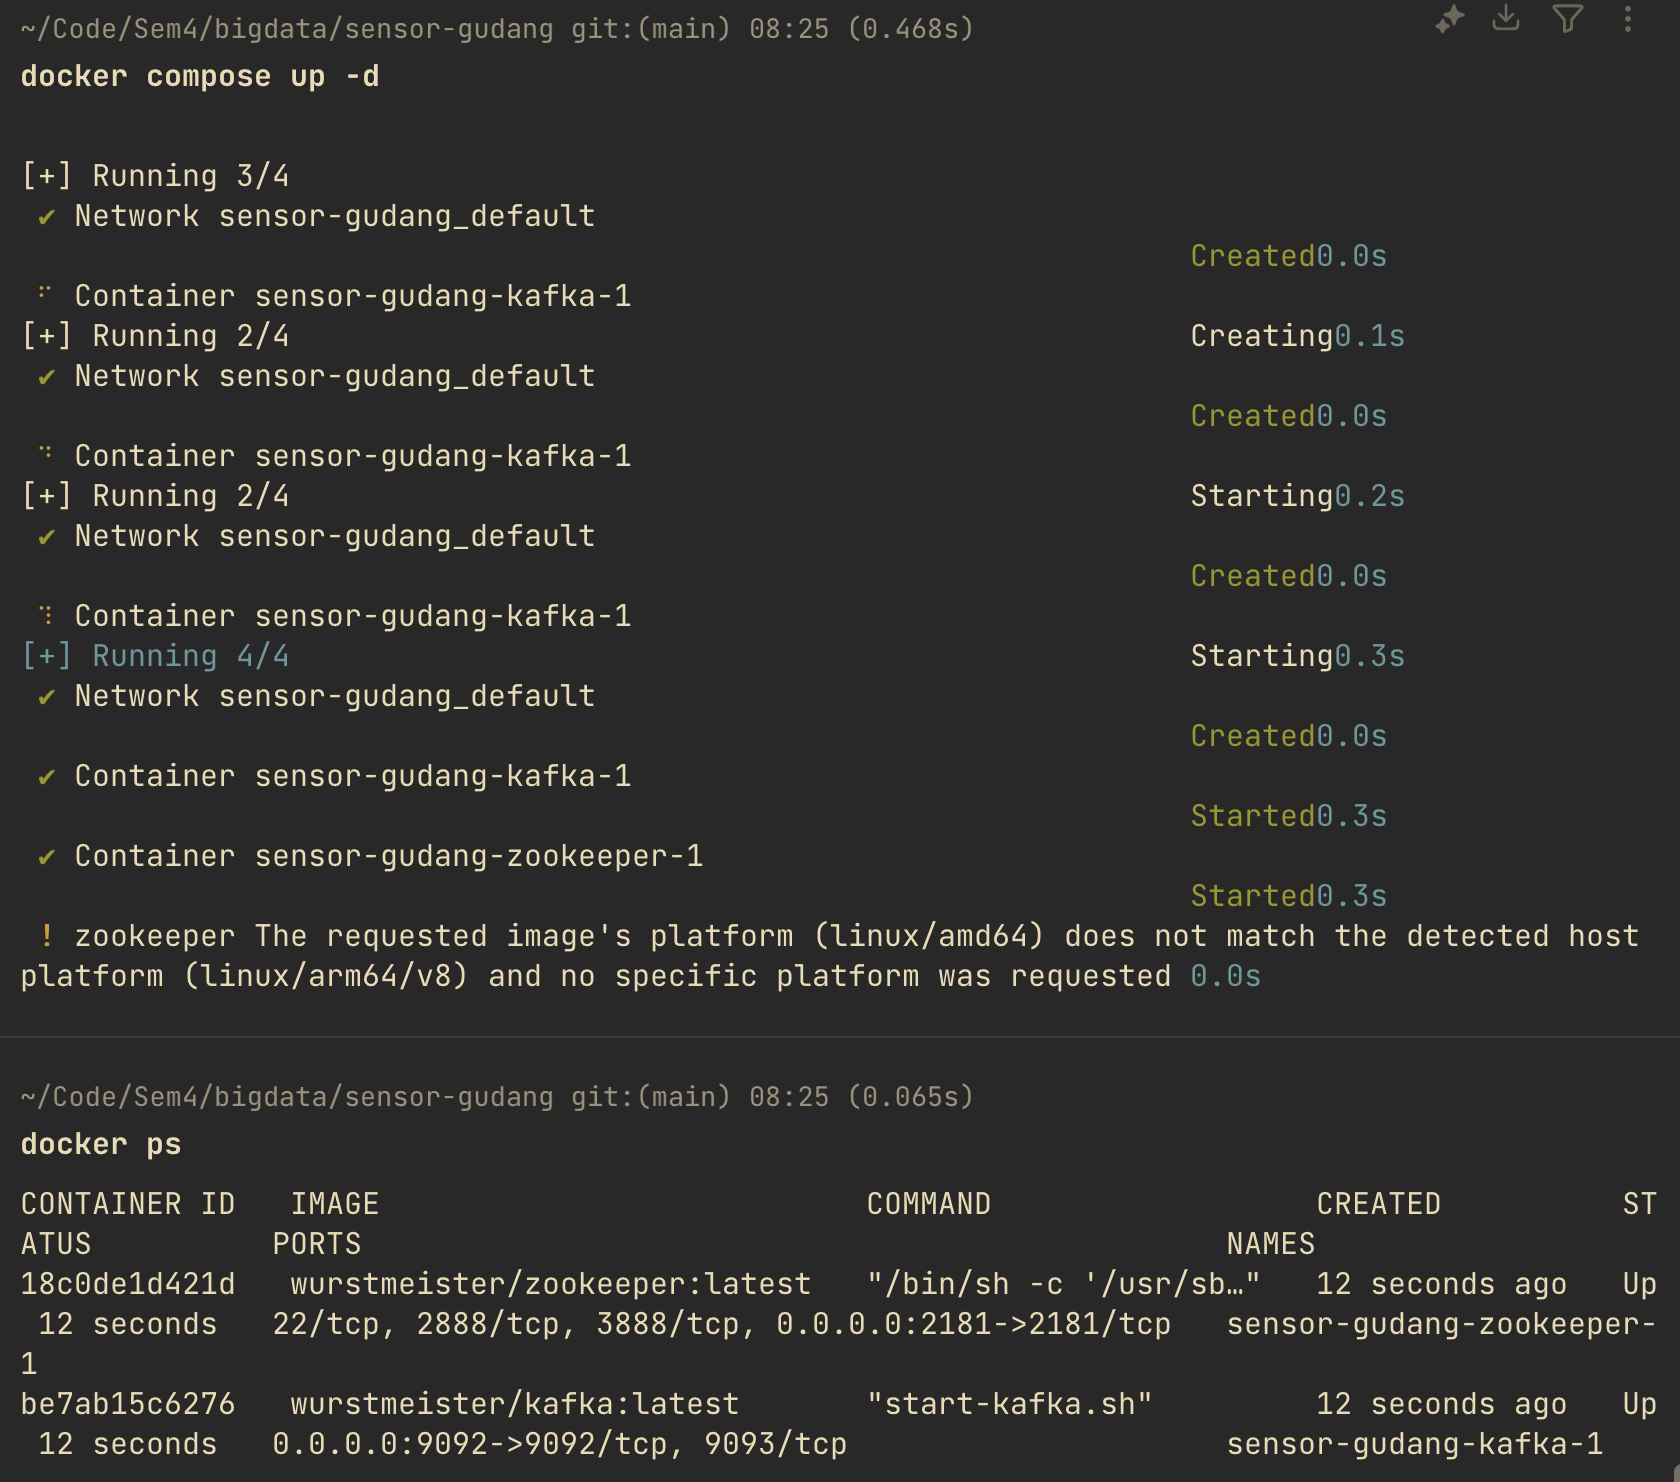 ~/Code/Sem4/bigdata/sensor-gudang git:(main) 08:25 (0.468s)
docker compose up -d
[+] Running 3/4
✔ Network sensor-gudang_default
Created0.0s
⠋ Container sensor-gudang-kafka-1
[+] Running 2/4 Creating0.1s
✔ Network sensor-gudang_default
Created0.0s
⠙ Container sensor-gudang-kafka-1
[+] Running 2/4 Starting0.2s
✔ Network sensor-gudang_default
Created0.0s
⠹ Container sensor-gudang-kafka-1
[+] Running 4/4 Starting0.3s
✔ Network sensor-gudang_default
Created0.0s
✔ Container sensor-gudang-kafka-1
Started0.3s
✔ Container sensor-gudang-zookeeper-1
Started0.3s
! zookeeper The requested image's platform (linux/amd64) does not match the detected host
platform (linux/arm64/v8) and no specific platform was requested 0.0s
~/Code/Sem4/bigdata/sensor-gudang git:(main) 08:25 (0.065s)
docker ps
CONTAINER ID IMAGE COMMAND CREATED ST
ATUS PORTS NAMES
18c0de1d421d wurstmeister/zookeeper:latest "/bin/sh -c '/usr/sb…" 12 seconds ago Up
12 seconds 22/tcp, 2888/tcp, 3888/tcp, 0.0.0.0:2181->2181/tcp sensor-gudang-zookeeper-
1
be7ab15c6276 wurstmeister/kafka:latest "start-kafka.sh" 12 seconds ago Up
12 seconds 0.0.0.0:9092->9092/tcp, 9093/tcp sensor-gudang-kafka-1